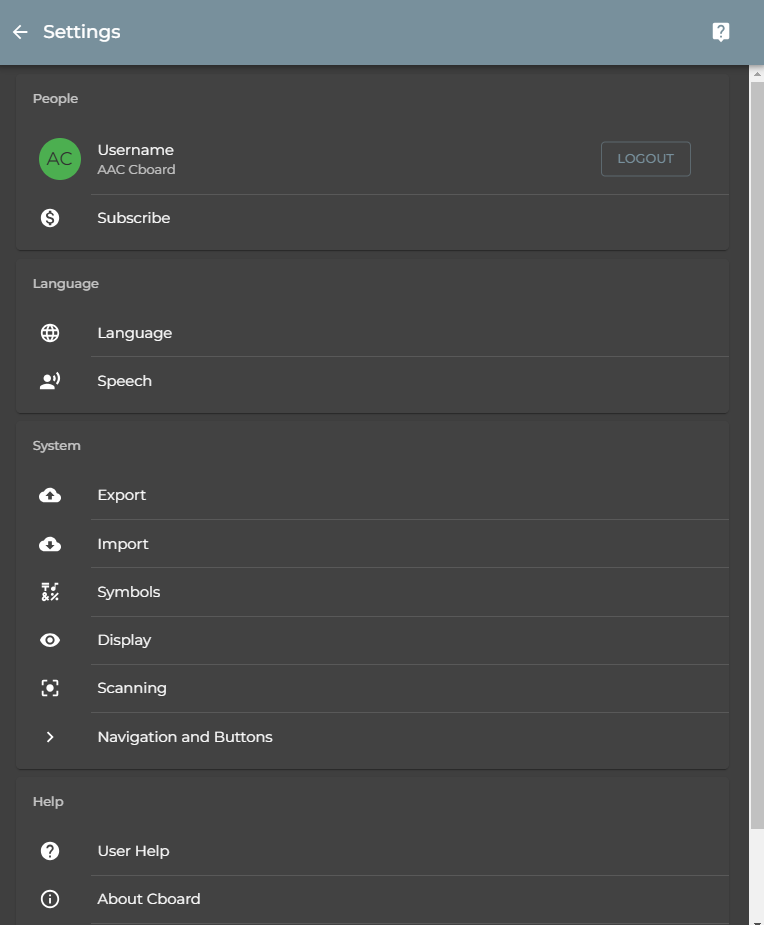 Settings
People
AC
Username
AAC Cboard
LOGOUT
Subscribe
Language
Language
Speech
System
Export
Import
Symbols
Display
Scanning
Navigation and Buttons
Help
User Help
About Cboard